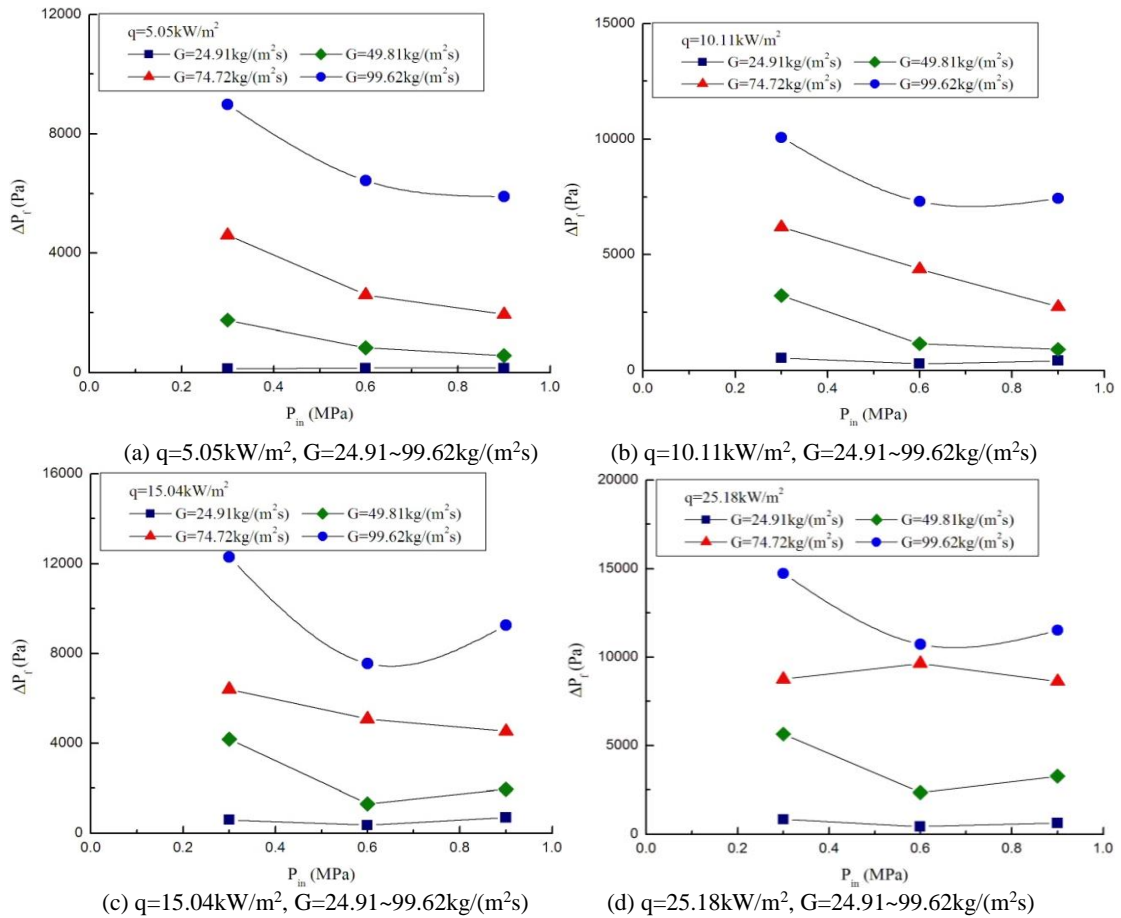 12000
8000
4000
0
ΔP_f (Pa)
q=5.05kW/m²
G=24.91kg/(m²s) G=49.81kg/(m²s)
G=74.72kg/(m²s) G=99.62kg/(m²s)
0.0 0.2 0.4 0.6 0.8 1.0
P_in (MPa)
(a) q=5.05kW/m², G=24.91~99.62kg/(m²s)
15000
10000
5000
0
ΔP_f (Pa)
q=10.11kW/m²
G=24.91kg/(m²s) G=49.81kg/(m²s)
G=74.72kg/(m²s) G=99.62kg/(m²s)
0.0 0.2 0.4 0.6 0.8 1.0
P_in (MPa)
(b) q=10.11kW/m², G=24.91~99.62kg/(m²s)
16000
12000
8000
4000
0
ΔP_f (Pa)
q=15.04kW/m²
G=24.91kg/(m²s) G=49.81kg/(m²s)
G=74.72kg/(m²s) G=99.62kg/(m²s)
0.0 0.2 0.4 0.6 0.8 1.0
P_in (MPa)
(c) q=15.04kW/m², G=24.91~99.62kg/(m²s)
20000
15000
10000
5000
0
ΔP_f (Pa)
q=25.18kW/m²
G=24.91kg/(m²s) G=49.81kg/(m²s)
G=74.72kg/(m²s) G=99.62kg/(m²s)
0.0 0.2 0.4 0.6 0.8 1.0
P_in (MPa)
(d) q=25.18kW/m², G=24.91~99.62kg/(m²s)